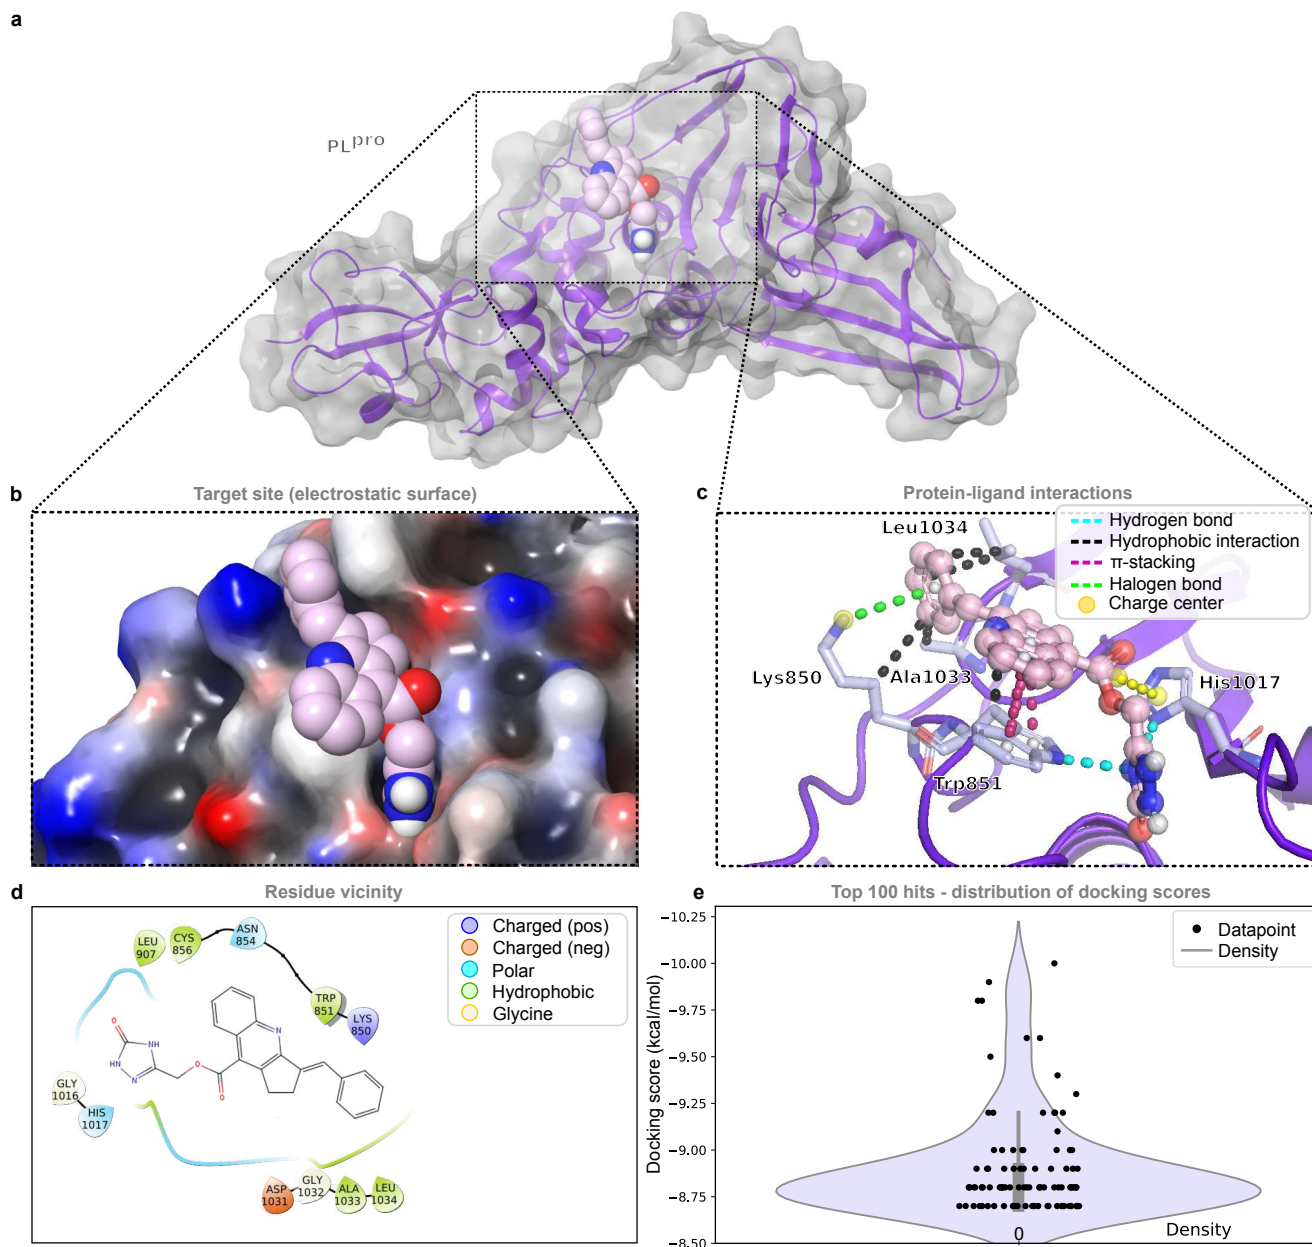 a
PLpro
b
Target site (electrostatic surface)
c
Protein-ligand interactions
Leu1034
Hydrogen bond
Hydrophobic interaction
π-stacking
Halogen bond
Charge center
Lys850
Ala1033
His1017
Trp851
d
Residue vicinity
LEU
907
CYS
856
ASN
854
TRP
851
LYS
850
Charged (pos)
Charged (neg)
Polar
Hydrophobic
Glycine
O
NH
HN
N
O
O
N
GLY
1016
HIS
1017
ASP
1031
GLY
1032
ALA
1033
LEU
1034
e
Top 100 hits - distribution of docking scores
Docking score (kcal/mol)
−10.25
−10.00
−9.75
−9.50
−9.25
−9.00
−8.75
−8.50
Datapoint
Density
0
Density